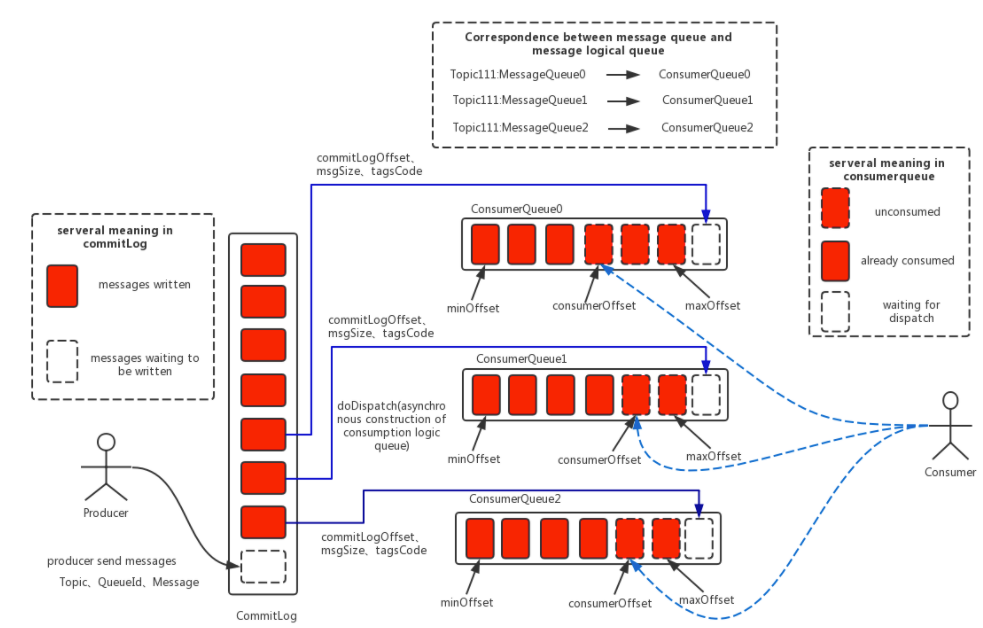 Correspondence between message queue and
message logical queue
Topic111:MessageQueue0
ConsumerQueue0
Topic111:MessageQueue1
ConsumerQueue1
Topic111:MessageQueue2
ConsumerQueue2
commitLogOffset、
msgSize、tagsCode
serveral meaning in
consumerqueue
unconsumed
already consumed
waiting for
dispatch
serveral meaning in
commitLog
messages written
messages waiting to
be written
ConsumerQueue0
minOffset
consumerOffset
maxOffset
commitLogOffset、
msgSize、tagsCode
ConsumerQueue1
doDispatch(asynchro
nous construction of
consumption logic
queue)
minOffset
consumerOffset
maxOffset
Consumer
Producer
ConsumerQueue2
commitLogOffset、
msgSize、tagsCode
producer send messages
Topic、QueueId、Message
minOffset
consumerOffset
maxOffset
CommitLog